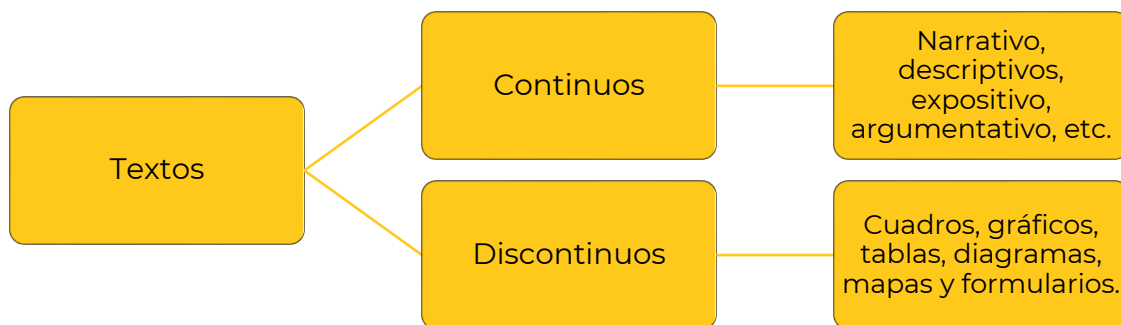 Textos
Continuos
Narrativo,
descriptivos,
expositivo,
argumentativo, etc.
Discontinuos
Cuadros, gráficos,
tablas, diagramas,
mapas y formularios.